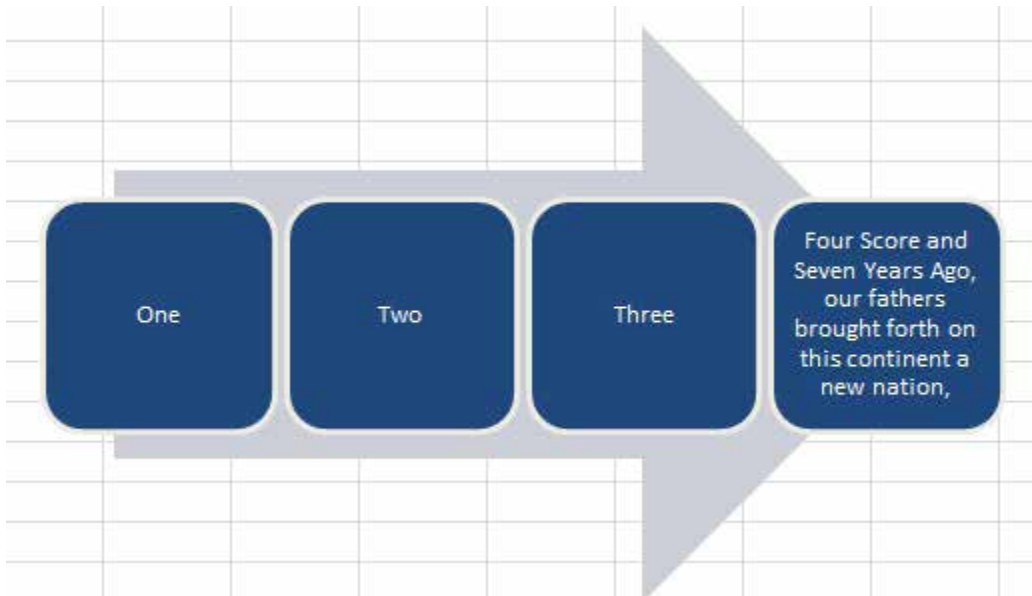 One
Two
Three
Four Score and
Seven Years Ago,
our fathers
brought forth on
this continent a
new nation,